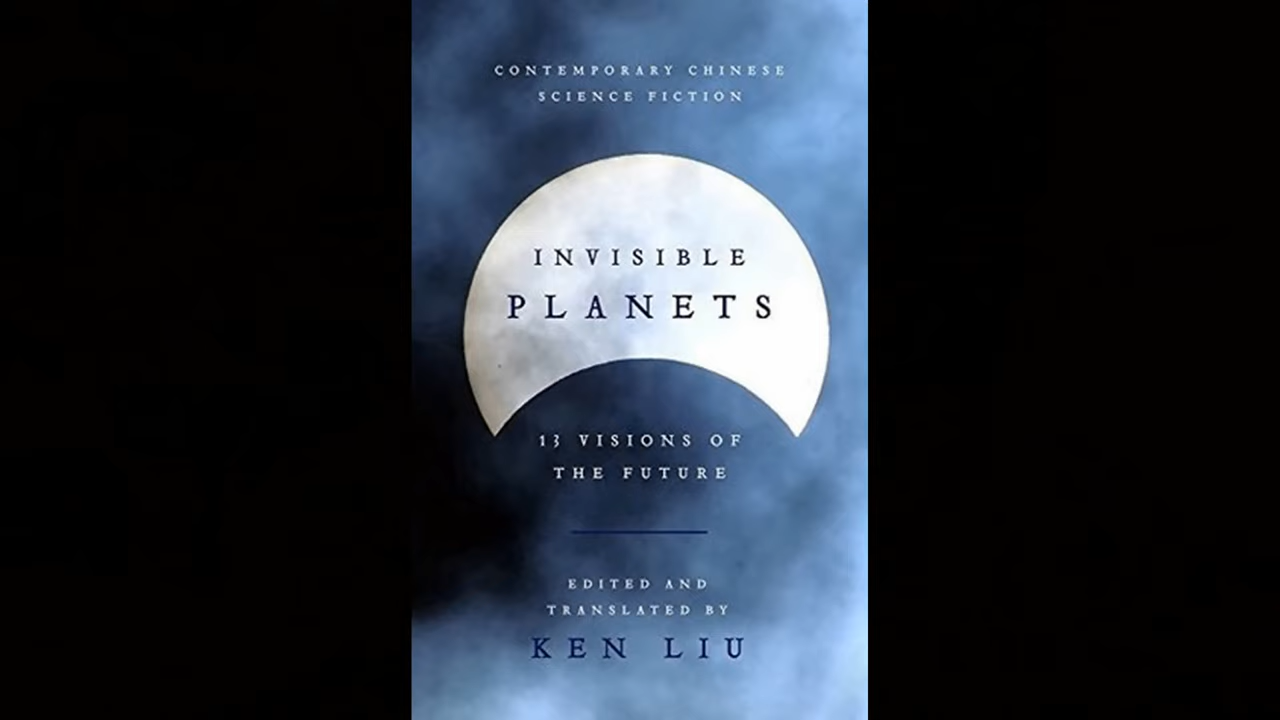 CONTEMPORARY CHINESE
SCIENCE FICTION
INVISIBLE
PLANETS
13 VISIONS OF
THE FUTURE
EDITED AND
TRANSLATED BY
KEN LIU